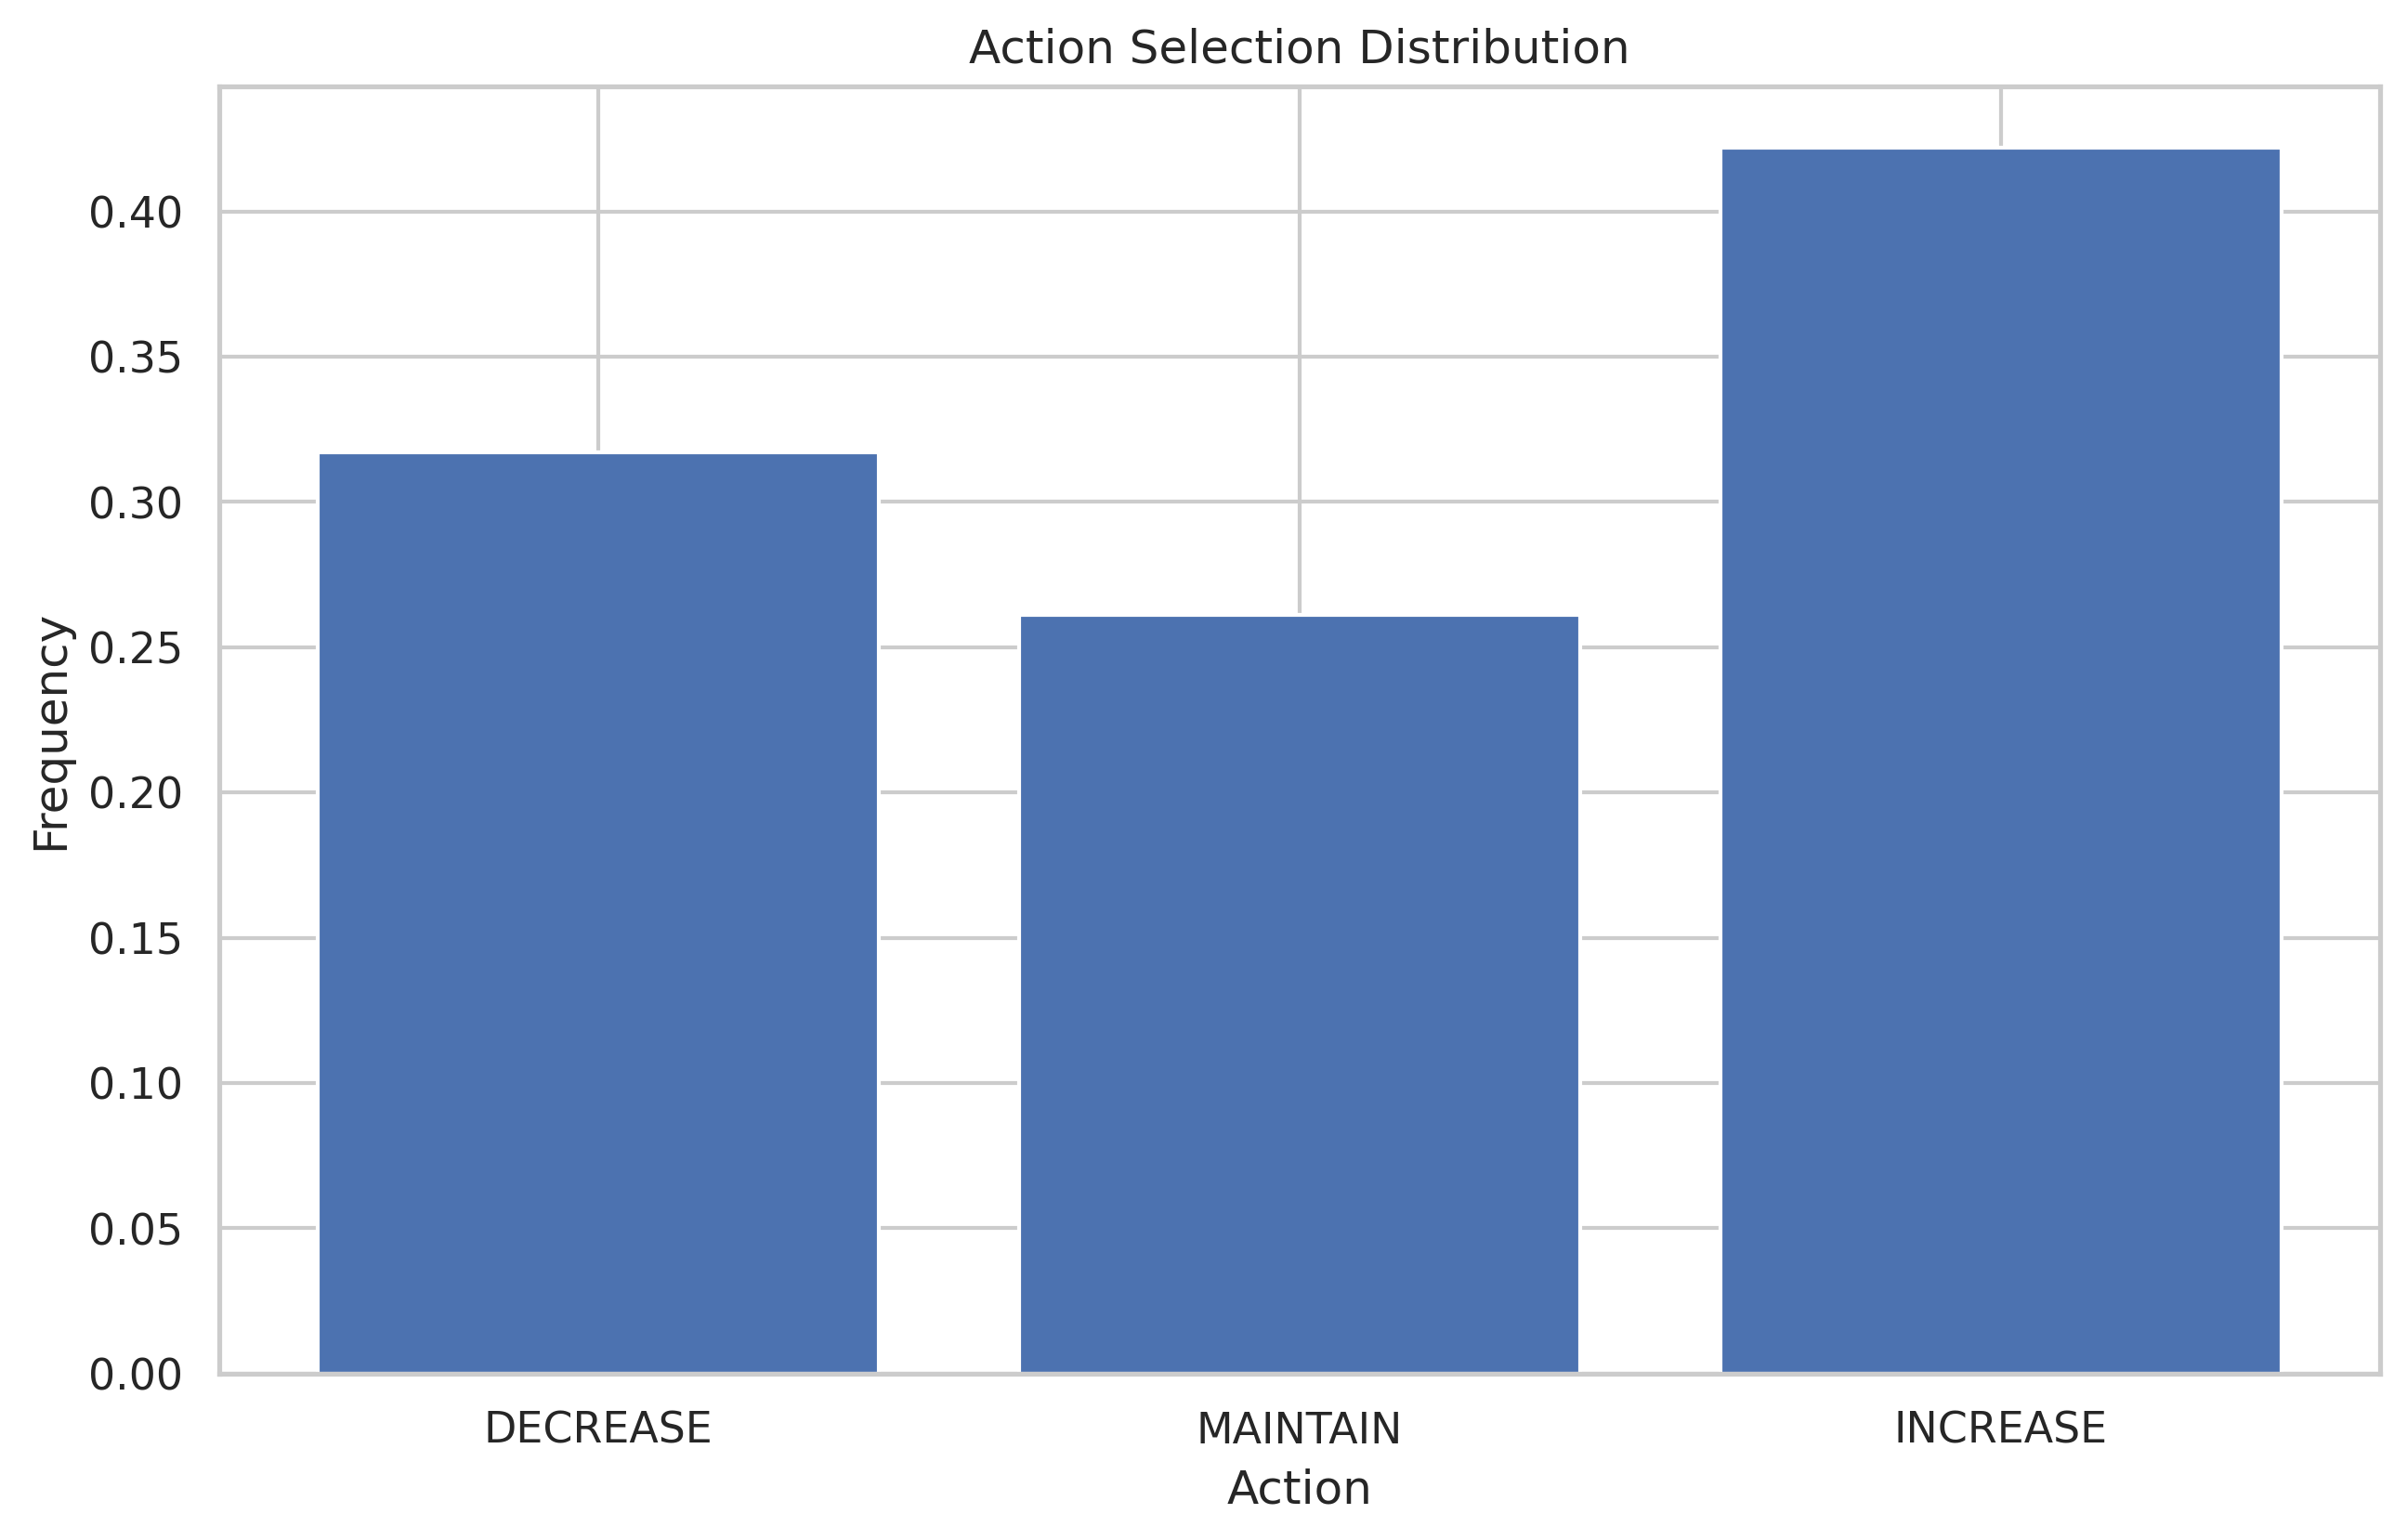 Action Selection Distribution
Frequency
0.40
0.35
0.30
0.25
0.20
0.15
0.10
0.05
0.00
DECREASE MAINTAIN INCREASE
Action